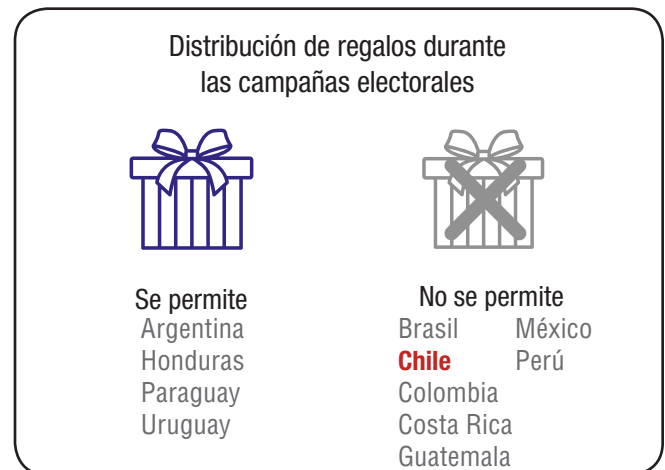 Distribución de regalos durante
las campañas electorales
Se permite
Argentina
Honduras
Paraguay
Uruguay
No se permite
Brasil
Chile
Colombia
Costa Rica
Guatemala
México
Perú